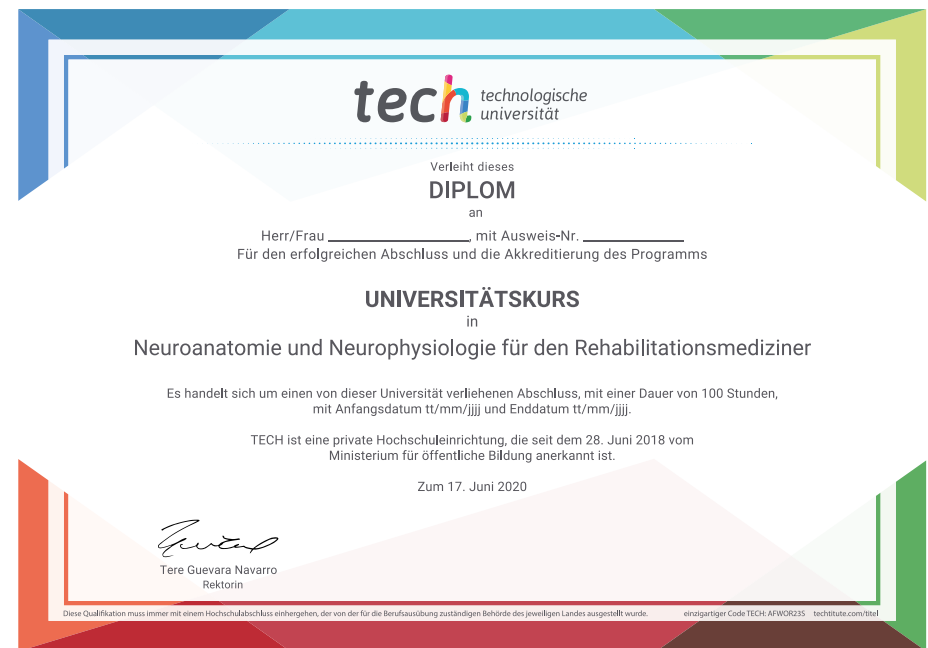 tech technologische
universität
Verleiht dieses
DIPLOM
an
Herr/Frau ____________, mit Ausweis-Nr. ____________
Für den erfolgreichen Abschluss und die Akkreditierung des Programms
UNIVERSITÄTSKURS
in
Neuroanatomie und Neurophysiologie für den Rehabilitationsmediziner
Es handelt sich um einen von dieser Universität verliehenen Abschluss, mit einer Dauer von 100 Stunden,
mit Anfangsdatum tt/mm/jjjj und Enddatum tt/mm/jjjj.
TECH ist eine private Hochschuleinrichtung, die seit dem 28. Juni 2018 vom
Ministerium für öffentliche Bildung anerkannt ist.
Zum 17. Juni 2020
Tere Guevara Navarro
Rektorin
Diese Qualifikation muss immer mit einem Hochschulabschluss einhergehen, der von der für die Berufsausübung zuständigen Behörde des jeweiligen Landes ausgestellt wurde. einzigartiger Code TECH: AFWOR23S techtitute.com/titel